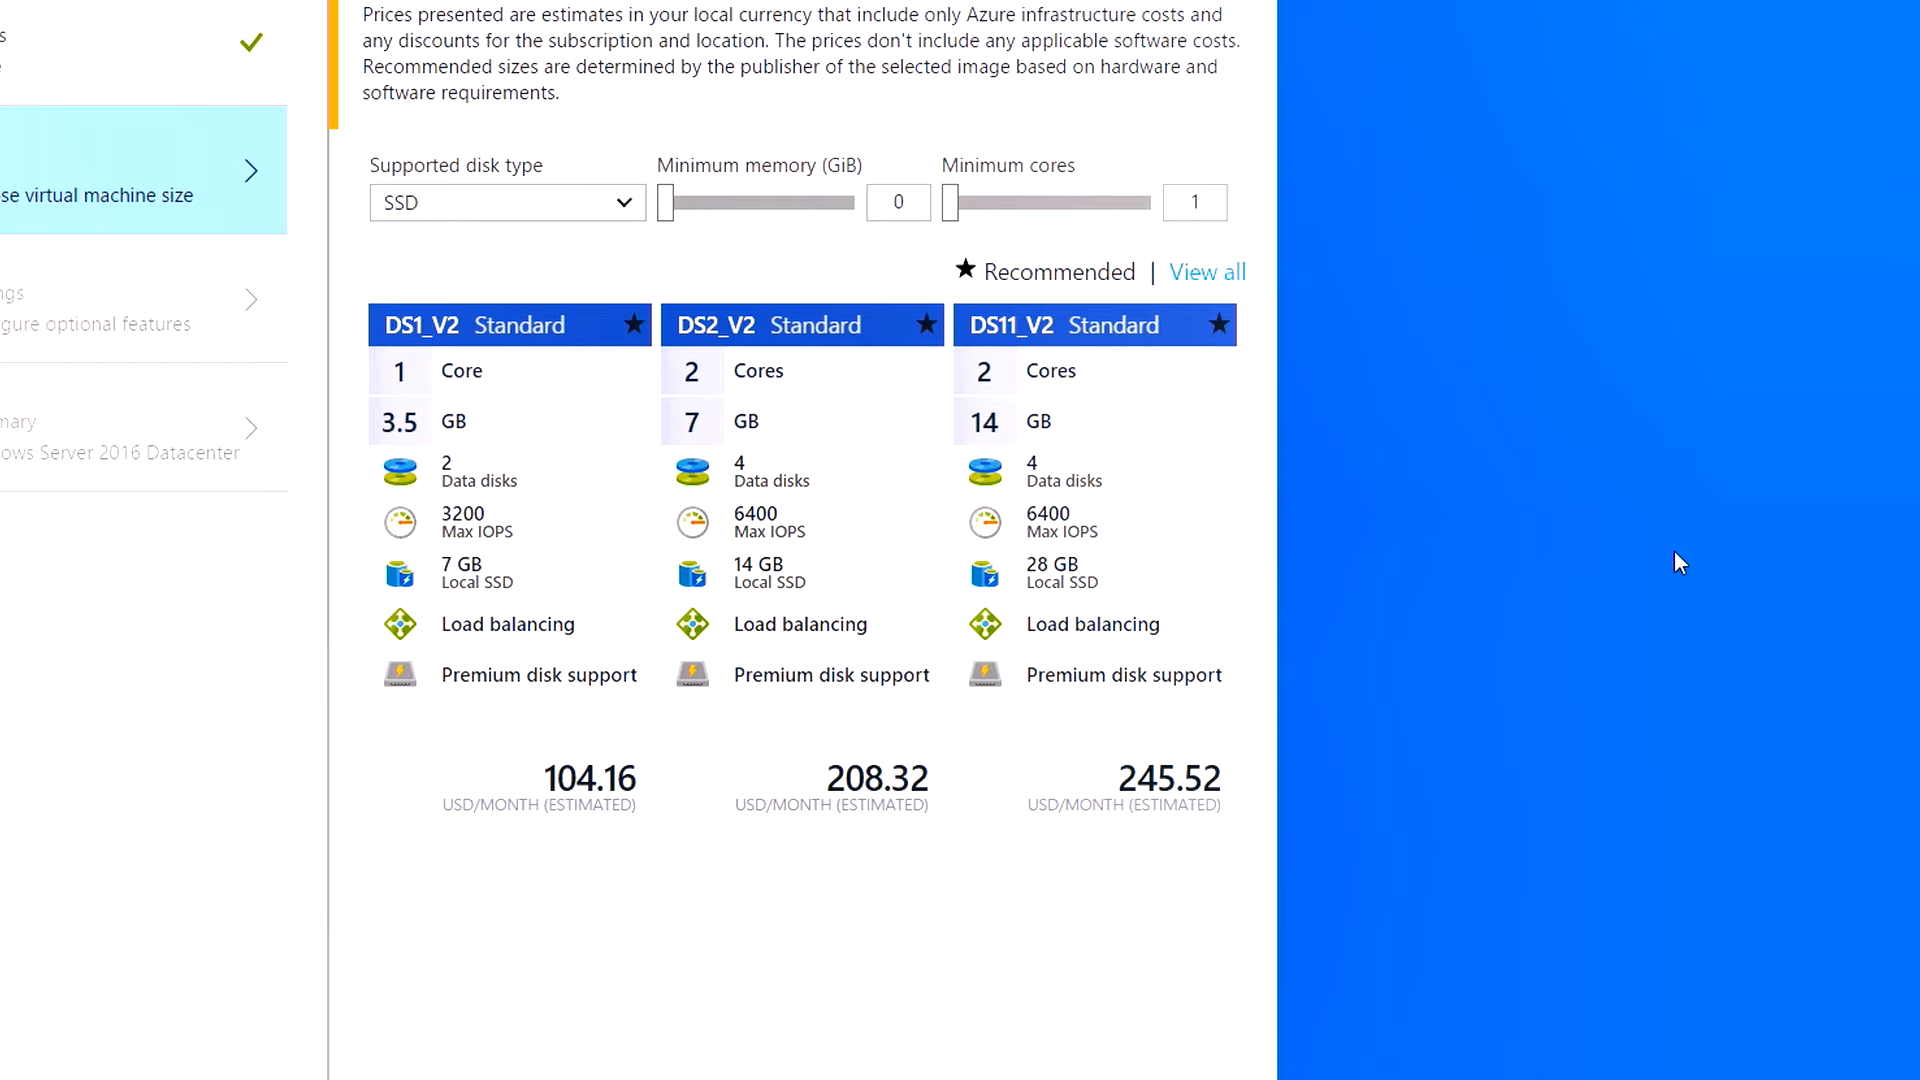 Prices presented are estimates in your local currency that include only Azure infrastructure costs and
any discounts for the subscription and location. The prices don't include any applicable software costs.
Recommended sizes are determined by the publisher of the selected image based on hardware and
software requirements.
s
e
se virtual machine size
ngs
gure optional features
mary
ows Server 2016 Datacenter
Supported disk type
SSD
Minimum memory (GiB)
0
Minimum cores
1
★ Recommended | View all
DS1_V2 Standard ★
1 Core
3.5 GB
2
Data disks
3200
Max IOPS
7 GB
Local SSD
Load balancing
Premium disk support
104.16
USD/MONTH (ESTIMATED)
DS2_V2 Standard ★
2 Cores
7 GB
4
Data disks
6400
Max IOPS
14 GB
Local SSD
Load balancing
Premium disk support
208.32
USD/MONTH (ESTIMATED)
DS11_V2 Standard ★
2 Cores
14 GB
4
Data disks
6400
Max IOPS
28 GB
Local SSD
Load balancing
Premium disk support
245.52
USD/MONTH (ESTIMATED)